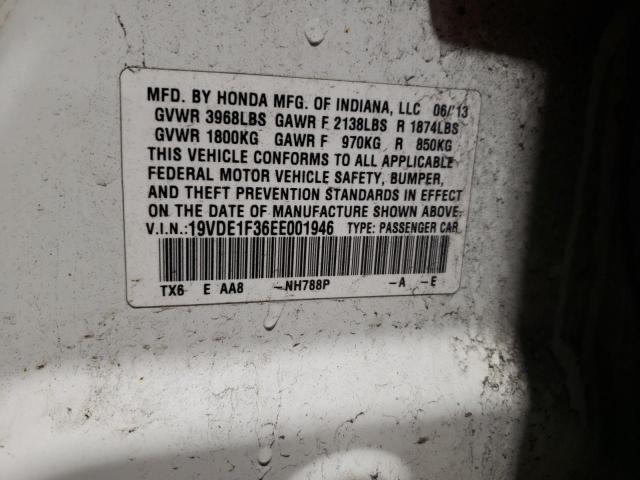 MFD. BY HONDA MFG. OF INDIANA, LLC 06/'13
GVWR 3968LBS GAWR F 2138LBS R 1874LBS
GVWR 1800KG GAWR F 970KG R 850KG
THIS VEHICLE CONFORMS TO ALL APPLICABLE
FEDERAL MOTOR VEHICLE SAFETY, BUMPER,
AND THEFT PREVENTION STANDARDS IN EFFECT
ON THE DATE OF MANUFACTURE SHOWN ABOVE.
V.I.N.:19VDE1F36EE001946 TYPE: PASSENGER CAR
TX6 E AA8 -NH788P -A -E